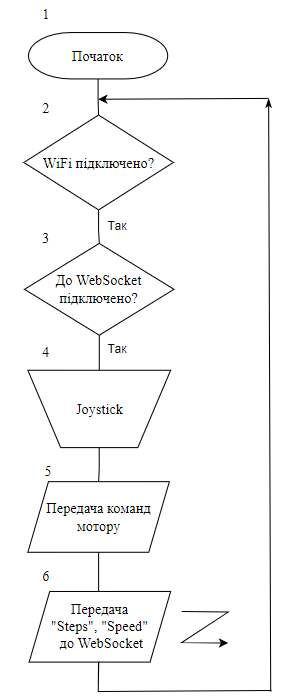 1
Початок
2
WiFi підключено?
Так
3
До WebSocket
підключено?
Так
4
Joystick
5
Передача команд
мотору
6
Передача
"Steps", "Speed"
до WebSocket